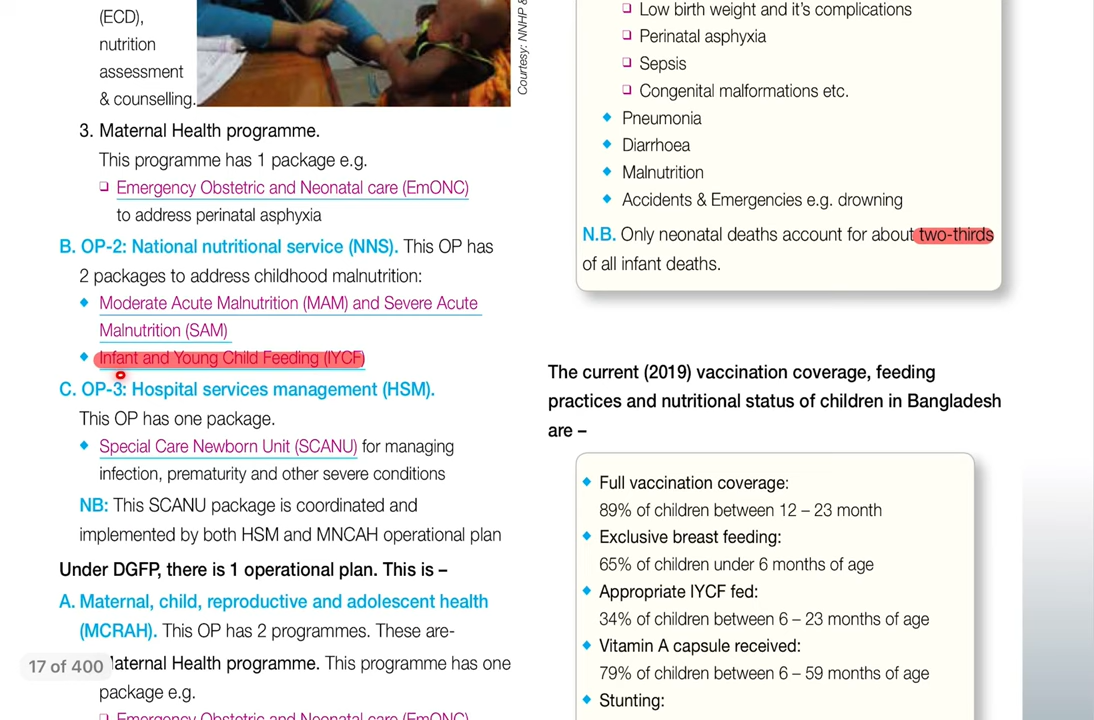 (ECD),
nutrition
assessment
& counselling.
Courtesy: NNHP &
3. Maternal Health programme.
This programme has 1 package e.g.
❑ Emergency Obstetric and Neonatal care (EmONC)
to address perinatal asphyxia
B. OP-2: National nutritional service (NNS). This OP has
2 packages to address childhood malnutrition:
◆ Moderate Acute Malnutrition (MAM) and Severe Acute
Malnutrition (SAM)
◆ Infant and Young Child Feeding (IYCF)
C. OP-3: Hospital services management (HSM).
This OP has one package.
◆ Special Care Newborn Unit (SCANU) for managing
infection, prematurity and other severe conditions
NB: This SCANU package is coordinated and
implemented by both HSM and MNCAH operational plan
Under DGFP, there is 1 operational plan. This is –
A. Maternal, child, reproductive and adolescent health
(MCRAH). This OP has 2 programmes. These are-
17 of 400
Maternal Health programme. This programme has one
package e.g.
❑ Emergency Obstetric and Neonatal care (EmONC)
❑ Low birth weight and it’s complications
❑ Perinatal asphyxia
❑ Sepsis
❑ Congenital malformations etc.
◆ Pneumonia
◆ Diarrhoea
◆ Malnutrition
◆ Accidents & Emergencies e.g. drowning
N.B. Only neonatal deaths account for about two-thirds
of all infant deaths.
The current (2019) vaccination coverage, feeding
practices and nutritional status of children in Bangladesh
are –
◆ Full vaccination coverage:
89% of children between 12 – 23 month
◆ Exclusive breast feeding:
65% of children under 6 months of age
◆ Appropriate IYCF fed:
34% of children between 6 – 23 months of age
◆ Vitamin A capsule received:
79% of children between 6 – 59 months of age
◆ Stunting: